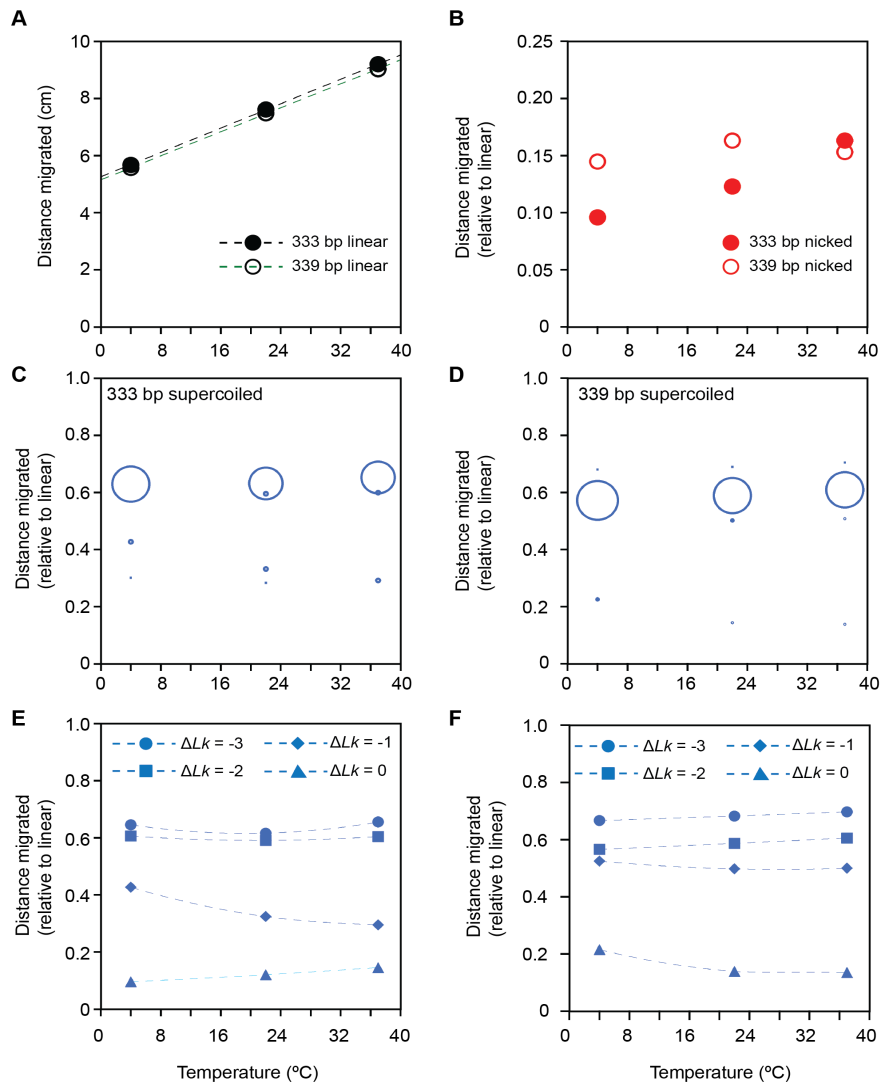 A
10
8
6
4
2
0
0 8 16 24 32 40
Distance migrated (cm)
333 bp linear
339 bp linear
B
0.25
0.20
0.15
0.10
0.05
0
0 8 16 24 32 40
Distance migrated
(relative to linear)
333 bp nicked
339 bp nicked
C
333 bp supercoiled
1.0
0.8
0.6
0.4
0.2
0
0 8 16 24 32 40
Distance migrated
(relative to linear)
D
339 bp supercoiled
1.0
0.8
0.6
0.4
0.2
0
0 8 16 24 32 40
Distance migrated
(relative to linear)
E
1.0
0.8
0.6
0.4
0.2
0
0 8 16 24 32 40
Distance migrated
(relative to linear)
ΔLk = -3
ΔLk = -1
ΔLk = -2
ΔLk = 0
Temperature (ºC)
F
1.0
0.8
0.6
0.4
0.2
0
0 8 16 24 32 40
Distance migrated
(relative to linear)
ΔLk = -3
ΔLk = -1
ΔLk = -2
ΔLk = 0
Temperature (ºC)